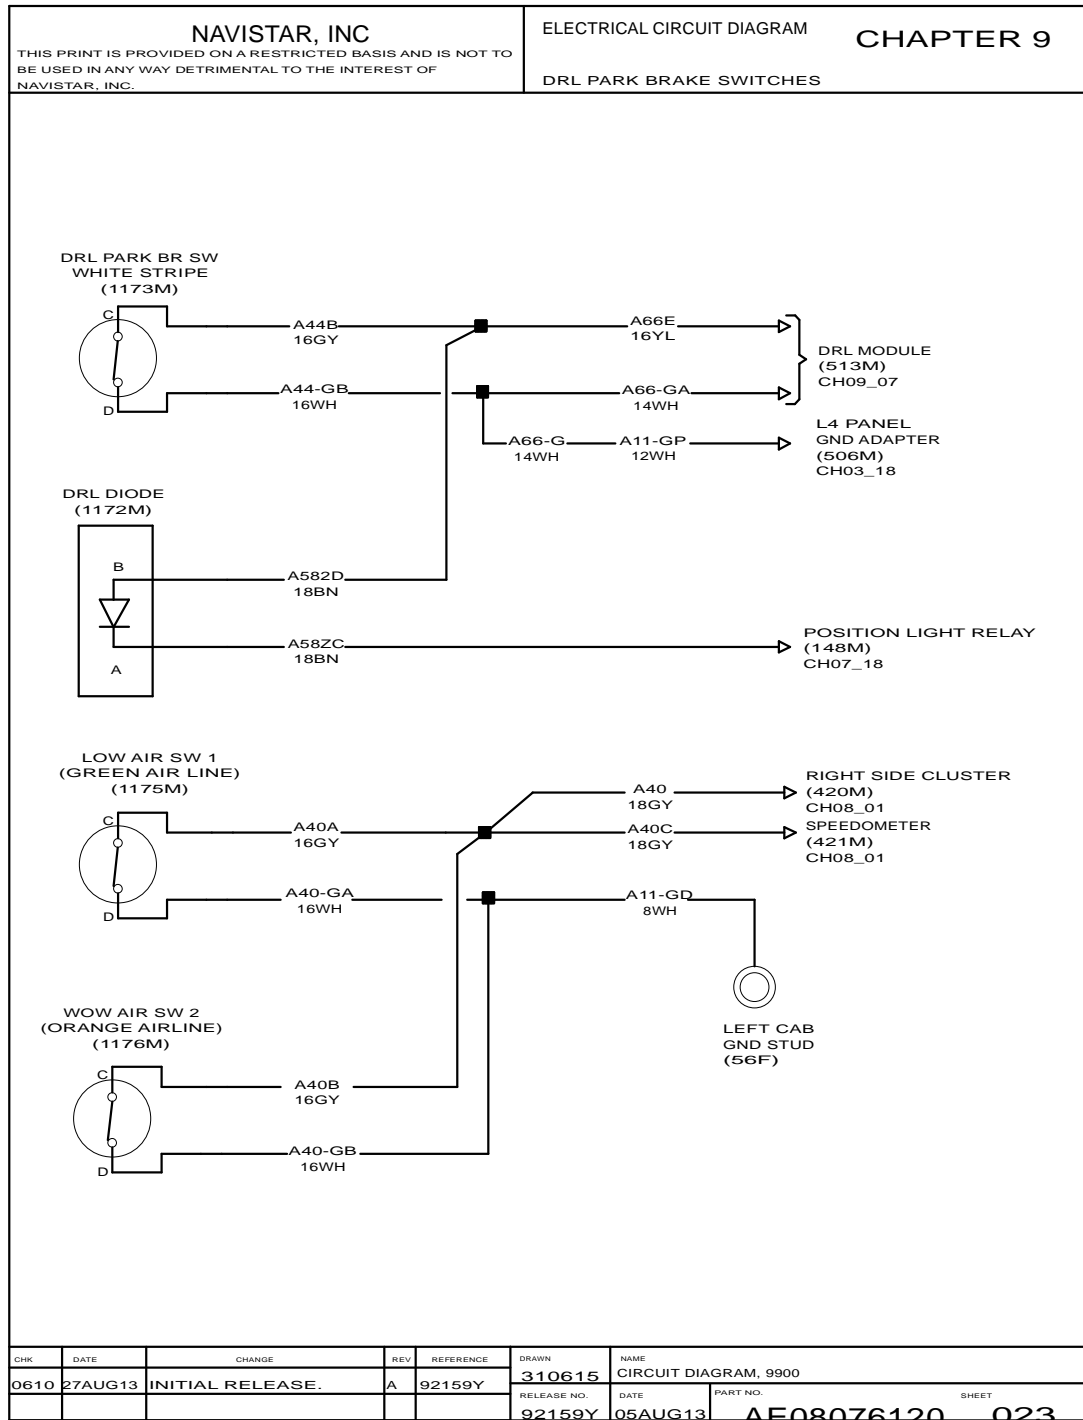 NAVISTAR, INC
THIS PRINT IS PROVIDED ON A RESTRICTED BASIS AND IS NOT TO
BE USED IN ANY WAY DETRIMENTAL TO THE INTEREST OF
NAVISTAR, INC.
ELECTRICAL CIRCUIT DIAGRAM
CHAPTER 9
DRL PARK BRAKE SWITCHES
DRL PARK BR SW
WHITE STRIPE
(1173M)
C
D
A44B
16GY
A66E
16YL
A44-GB
16WH
A66-GA
14WH
DRL MODULE
(513M)
CH09_07
A66-G
14WH
A11-GP
12WH
L4 PANEL
GND ADAPTER
(506M)
CH03_18
DRL DIODE
(1172M)
B
A
A582D
18BN
A58ZC
18BN
POSITION LIGHT RELAY
(148M)
CH07_18
LOW AIR SW 1
(GREEN AIR LINE)
(1175M)
C
D
A40A
16GY
A40
18GY
RIGHT SIDE CLUSTER
(420M)
CH08_01
A40C
18GY
SPEEDOMETER
(421M)
CH08_01
A40-GA
16WH
A11-GD
8WH
LEFT CAB
GND STUD
(56F)
WOW AIR SW 2
(ORANGE AIRLINE)
(1176M)
C
D
A40B
16GY
A40-GB
16WH
CHK DATE CHANGE REV REFERENCE
0610 27AUG13 INITIAL RELEASE. A 92159Y
DRAWN
310615
NAME
CIRCUIT DIAGRAM, 9900
RELEASE NO.
92159Y
DATE
05AUG13
PART NO.
AE08076120
SHEET
023